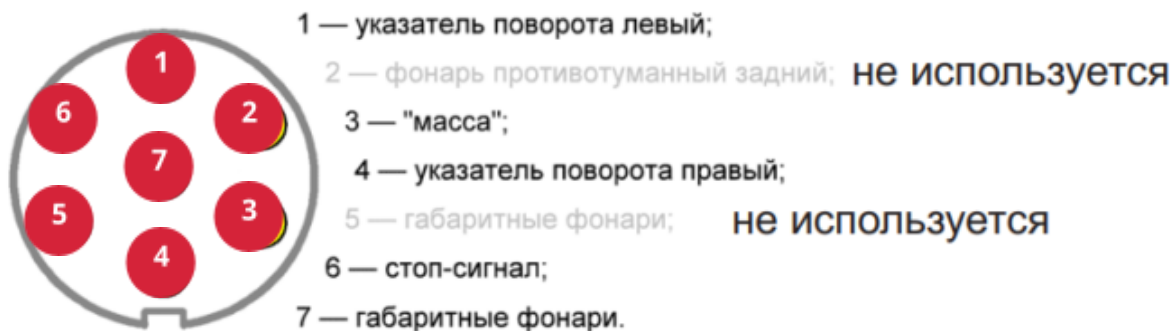 1 — указатель поворота левый;
2 — фонарь противотуманный задний; не используется
3 — "масса";
4 — указатель поворота правый;
5 — габаритные фонари; не используется
6 — стоп-сигнал;
7 — габаритные фонари.
1
6
2
7
5
3
4